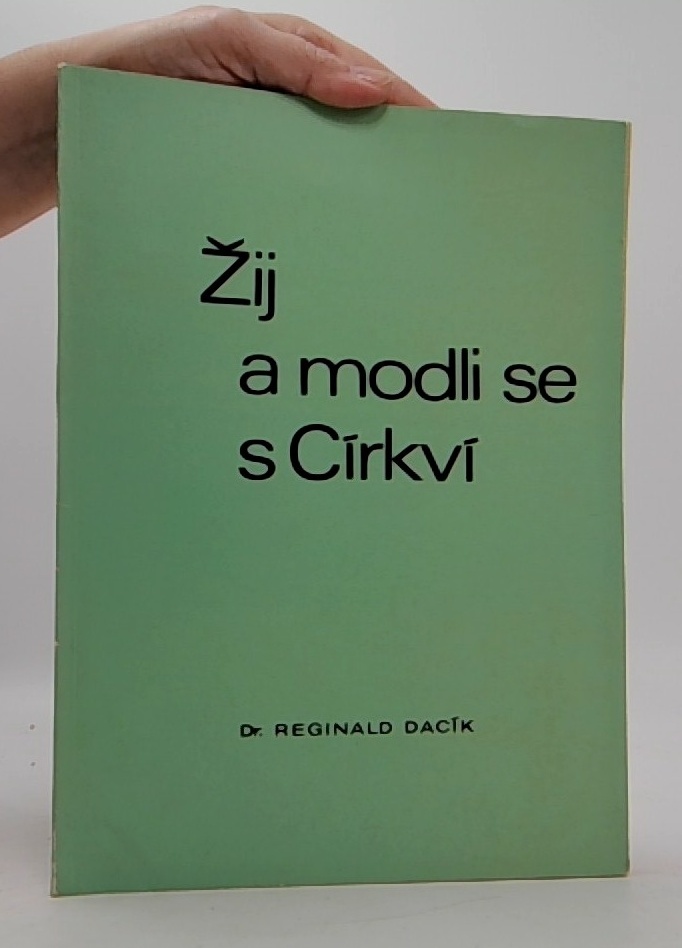 Žij
a modli se
s Církví
Dr. REGINALD DACÍK